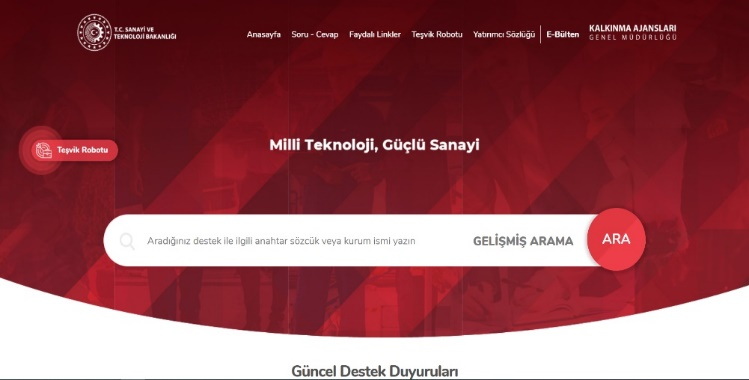 T.C. SANAYİ VE
TEKNOLOJİ BAKANLIĞI
Anasayfa Soru - Cevap Faydalı Linkler Teşvik Robotu Yatırımcı Sözlüğü E-Bülten
KALKINMA AJANSLARI
GENEL MÜDÜRLÜĞÜ
Teşvik Robotu
Milli Teknoloji, Güçlü Sanayi
Aradığınız destek ile ilgili anahtar sözcük veya kurum ismi yazın GELİŞMİŞ ARAMA ARA
Güncel Destek Duyuruları